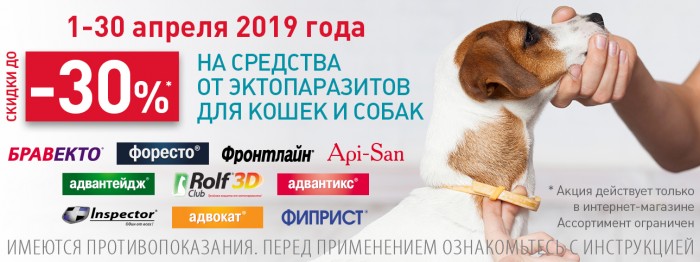 1-30 апреля 2019 года
СКИДКИ ДО
-30%*
НА СРЕДСТВА
ОТ ЭКТОПАРАЗИТОВ
ДЛЯ КОШЕК И СОБАК
БРАВЕКТО® форесто® Фронтлайн® Api-San
адвантейдж® Rolf Club 3D адвантикс®
Inspector® адвокат® ФИПРИСТ®
* Акция действует только
в интернет-магазине
Ассортимент ограничен
ИМЕЮТСЯ ПРОТИВОПОКАЗАНИЯ. ПЕРЕД ПРИМЕНЕНИЕМ ОЗНАКОМЬТЕСЬ С ИНСТРУКЦИЕЙ